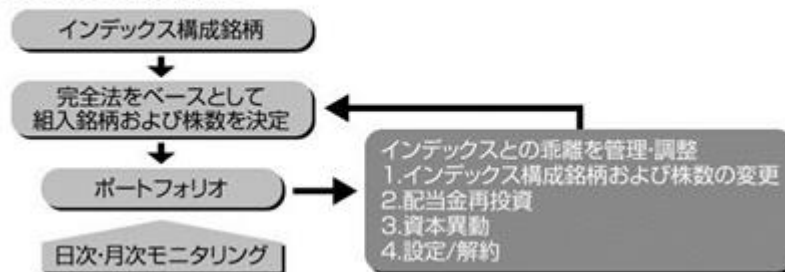 インデックス構成銘柄
完全法をベースとして
組入銘柄および株数を決定
ポートフォリオ
日次・月次モニタリング
インデックスとの乖離を管理・調整
1.インデックス構成銘柄および株数の変更
2.配当金再投資
3.資本異動
4.設定/解約